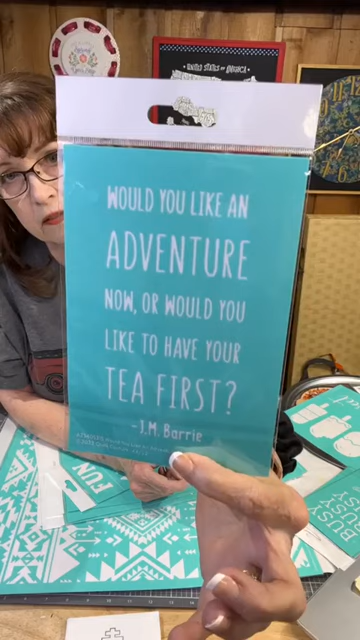 UNITED STATES of AMERICA
WOULD YOU LIKE AN
ADVENTURE
NOW, OR WOULD YOU
LIKE TO HAVE YOUR
TEA FIRST?
-J.M. Barrie
FUN
BUSY